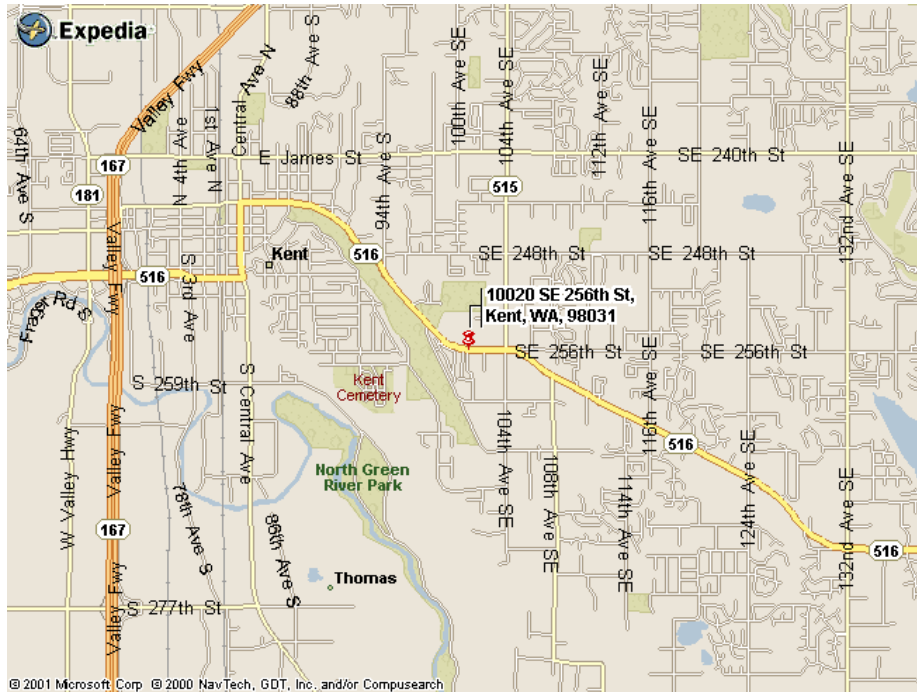 Expedia
Valley Fwy
64th Ave S
N 4th Ave
1st Ave N
Central Ave N
88th Ave S
94th Ave S
100th Ave SE
104th Ave SE
112th Ave SE
116th Ave SE
132nd Ave SE
E James St
SE 240th St
167
181
515
516
Kent
SE 248th St
SE 248th St
516
Valley Fwy
S 3rd Ave
Frager Rd S
10020 SE 256th St,
Kent, WA, 98031
SE 256th St
SE 256th St
S 259th St
Kent
Cemetery
S Central Ave
116th Ave SE
516
North Green
River Park
104th Ave SE
108th Ave SE
114th Ave SE
124th Ave SE
132nd Ave SE
516
W Valley Hwy
Valley Fwy
167
78th Ave S
86th Ave S
Thomas
S 277th St
Valley Fwy
© 2001 Microsoft Corp © 2000 NavTech, GDT, Inc. and/or Compusearch